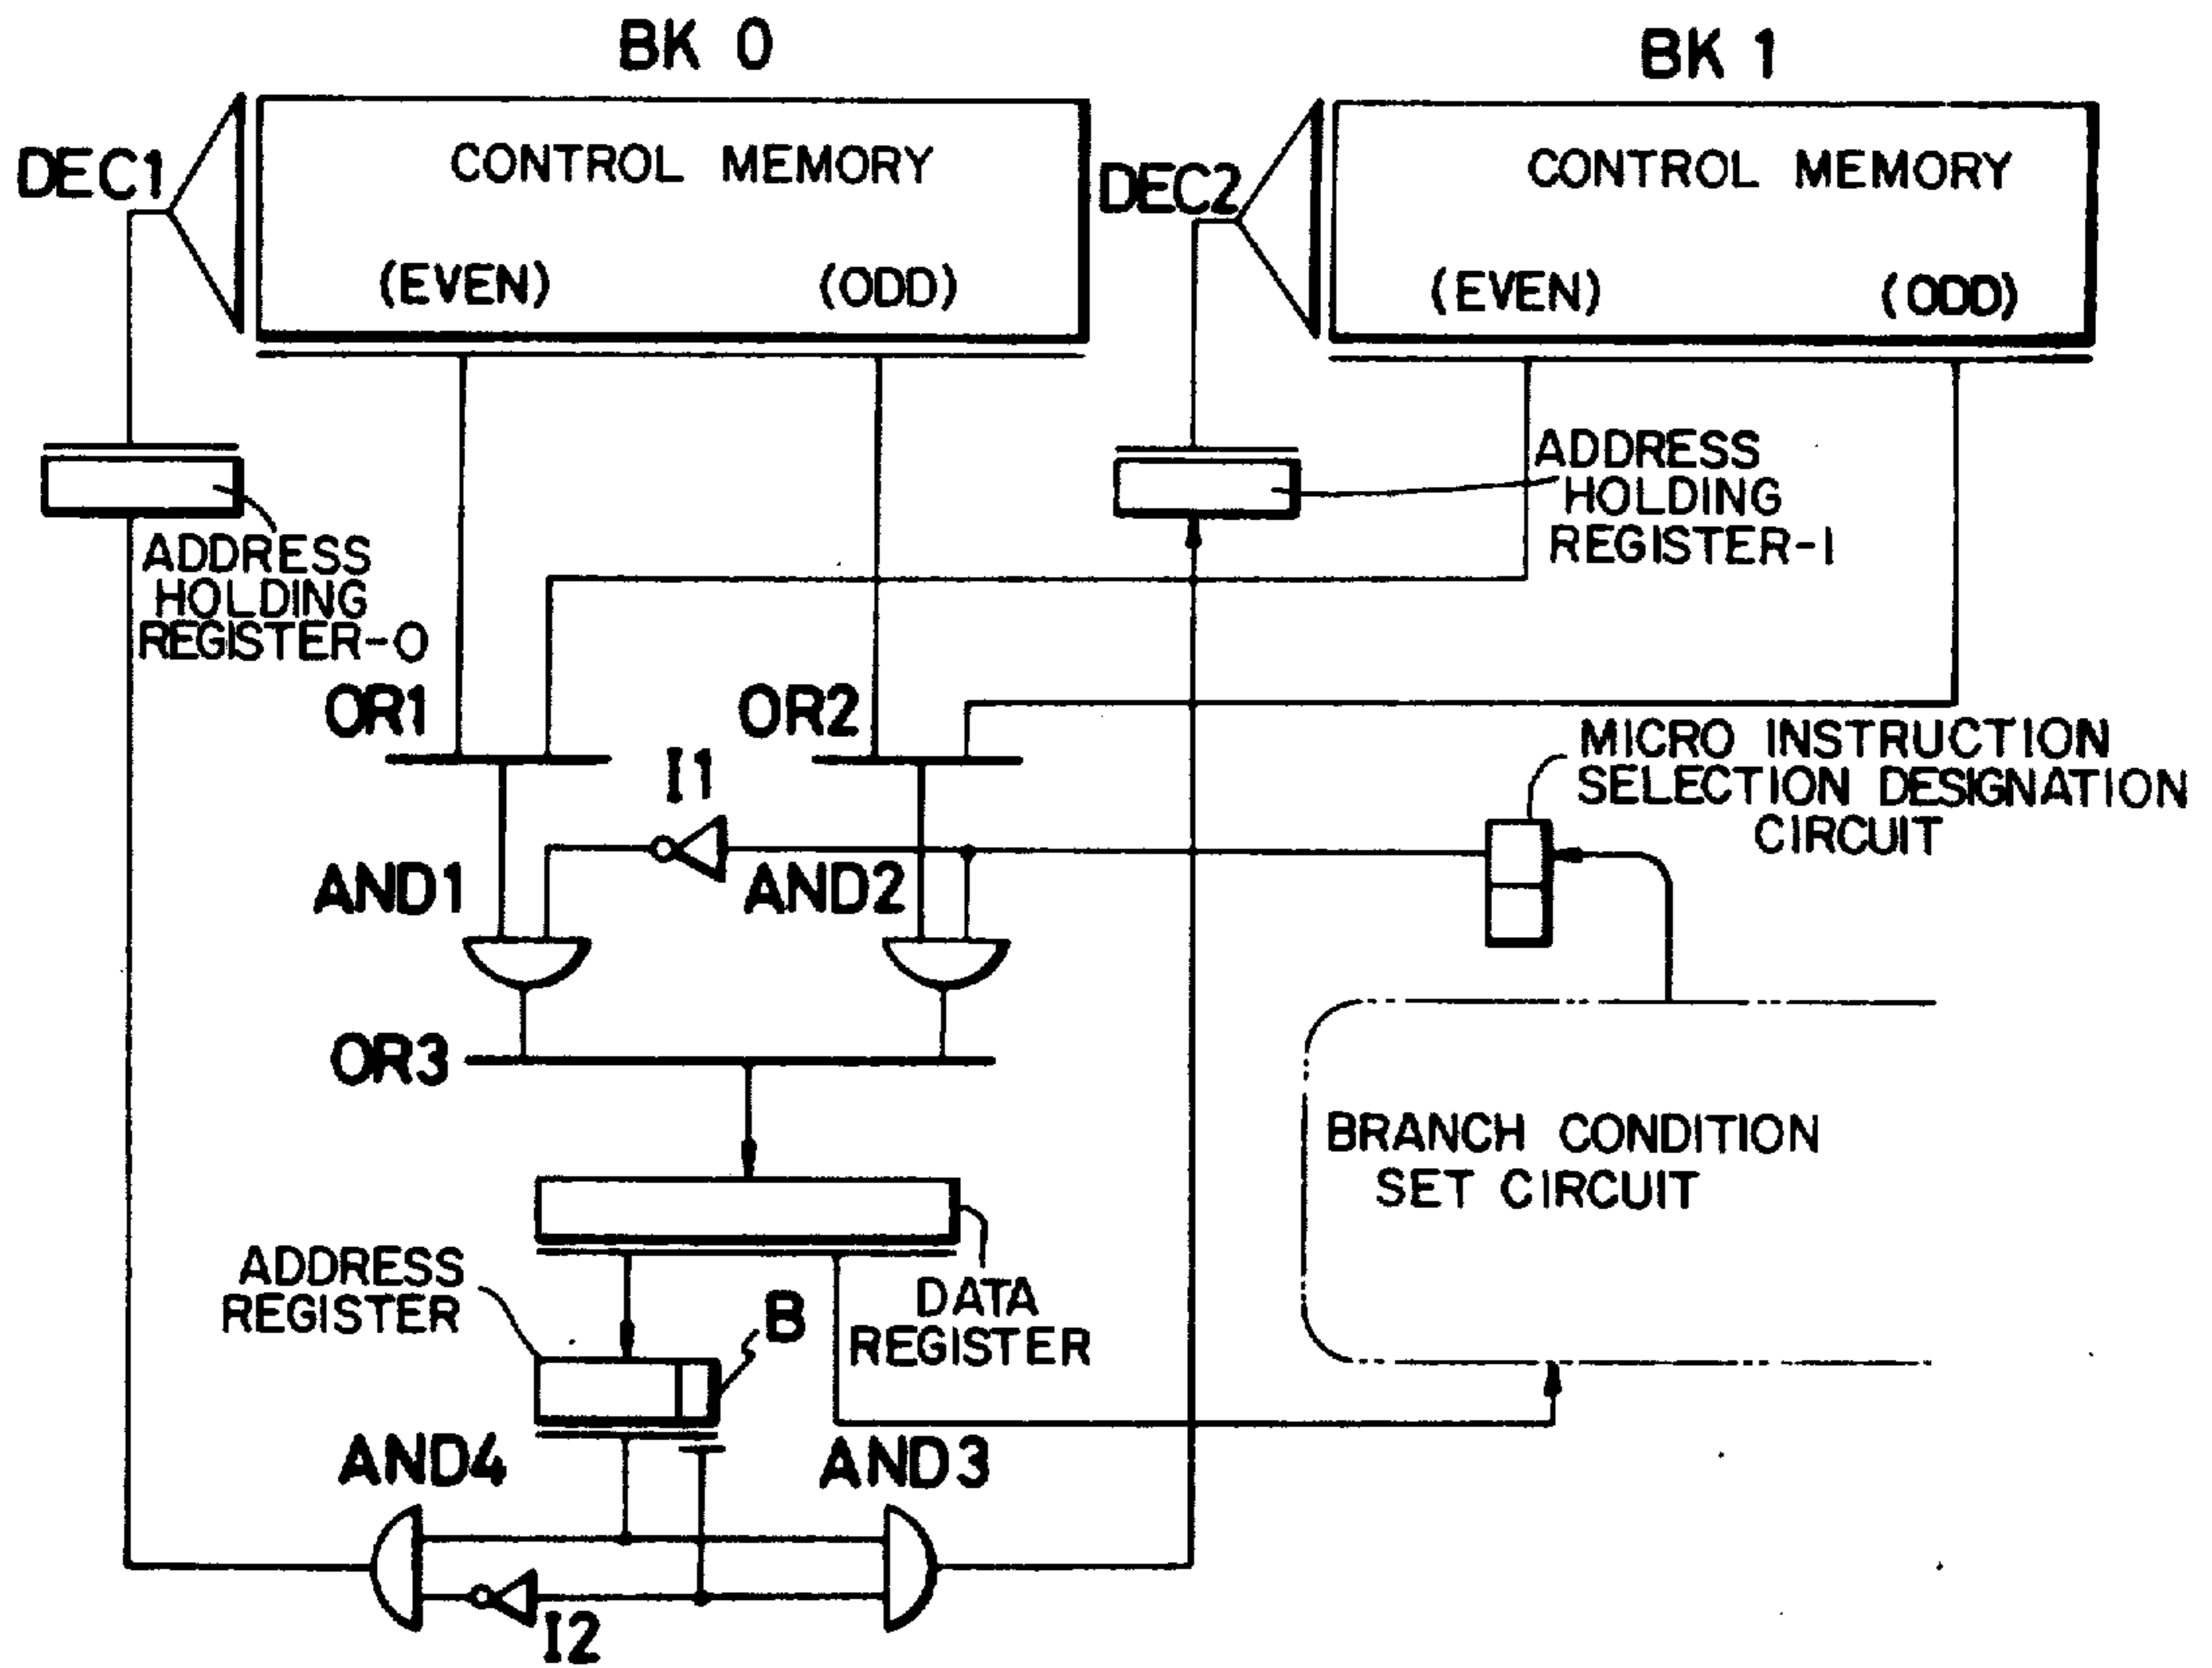 BK 0
BK 1
DEC1
CONTROL MEMORY
(EVEN)
(ODD)
DEC2
CONTROL MEMORY
(EVEN)
(ODD)
ADDRESS
HOLDING
REGISTER-0
ADDRESS
HOLDING
REGISTER-1
OR1
OR2
I1
MICRO INSTRUCTION
SELECTION DESIGNATION
CIRCUIT
AND1
AND2
OR3
BRANCH CONDITION
SET CIRCUIT
ADDRESS
REGISTER
B
DATA
REGISTER
AND4
AND3
I2